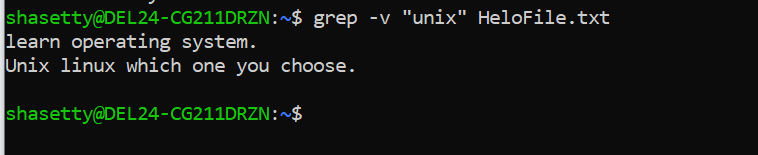 shasetty@DEL24-CG211DRZN:~$ grep -v "unix" HeloFile.txt
learn operating system.
Unix linux which one you choose.
shasetty@DEL24-CG211DRZN:~$